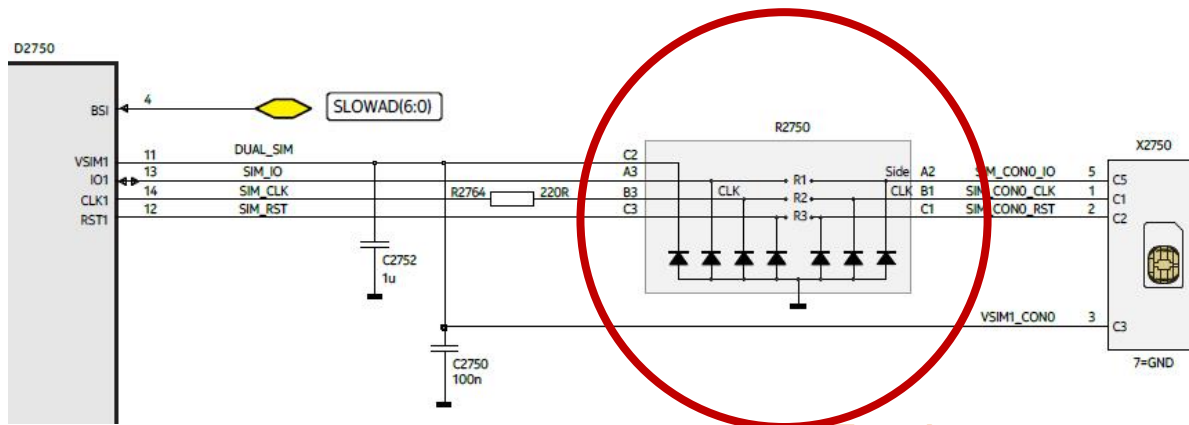 D2750
BSI 4 SLOWAD(6:0)
R2750
X2750
VSIM1 11 DUAL_SIM C2
IO1 13 SIM_IO A3 R1 Side A2 SIM_CON0_IO 5 C5
CLK1 14 SIM_CLK R2764 220R B3 CLK R2 CLK B1 SIM_CON0_CLK 1 C1
RST1 12 SIM_RST C3 R3 C1 SIM_CON0_RST 2 C2
C2752
1u
VSIM1_CON0 3 C3
C2750
100n
7=GND